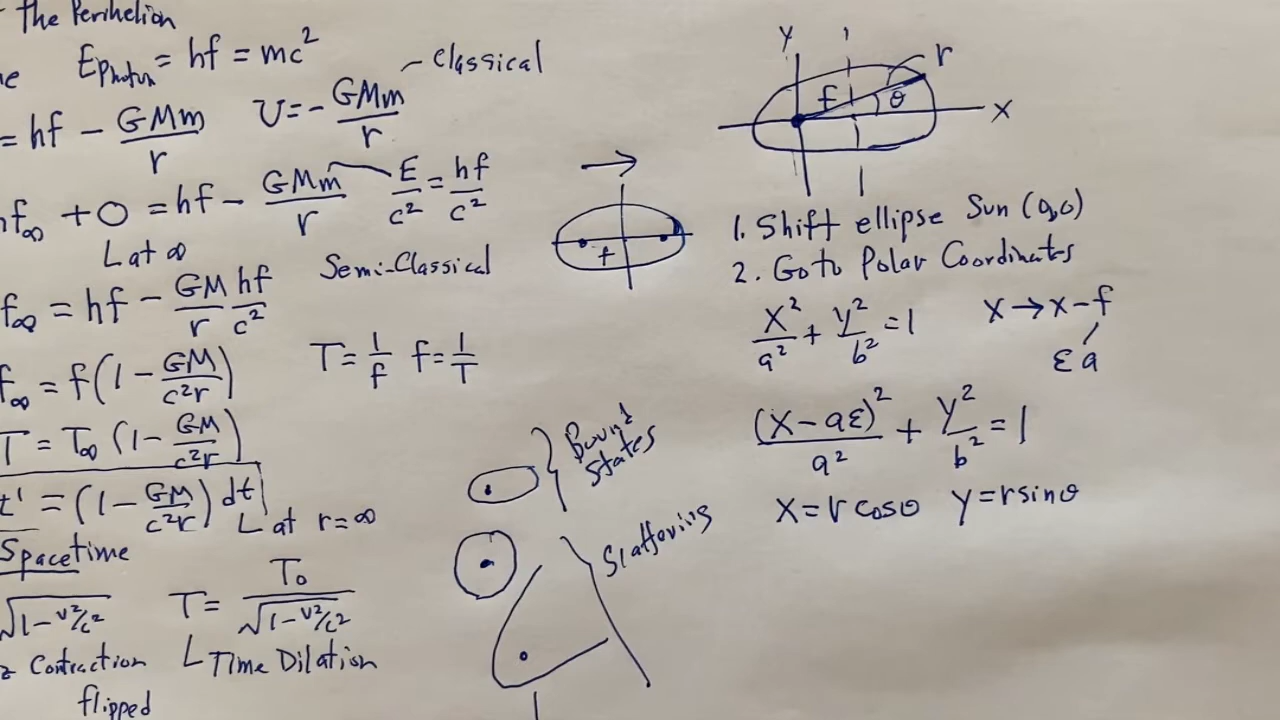 the Perihelion
E_Photon = hf = mc²
- Classical
= hf - GMm/r   U = - GMm/r
f∞ + O = hf - GMm/r   E/c² = hf/c²
L at ∞
Semi-Classical
f∞ = hf - GM/r hf/c²
T = 1/f   f = 1/T
f∞ = f(1 - GM/c²r)
T = T∞ (1 - GM/c²r)
t' = (1 - GM/c²r) dt
L at r = ∞
Spacetime
√1 - v²/c²   T = T₀/√1 - v²/c²
Contraction
L Time Dilation
flipped
Bound
States
Scattering
y
r
f
θ
x
f
1. Shift ellipse Sun (0,0)
2. Go to Polar Coordinates
x²/a² + y²/b² = 1   x → x - f
εa
(x - aε)²/a² + y²/b² = 1
x = r cosθ   y = r sinθ